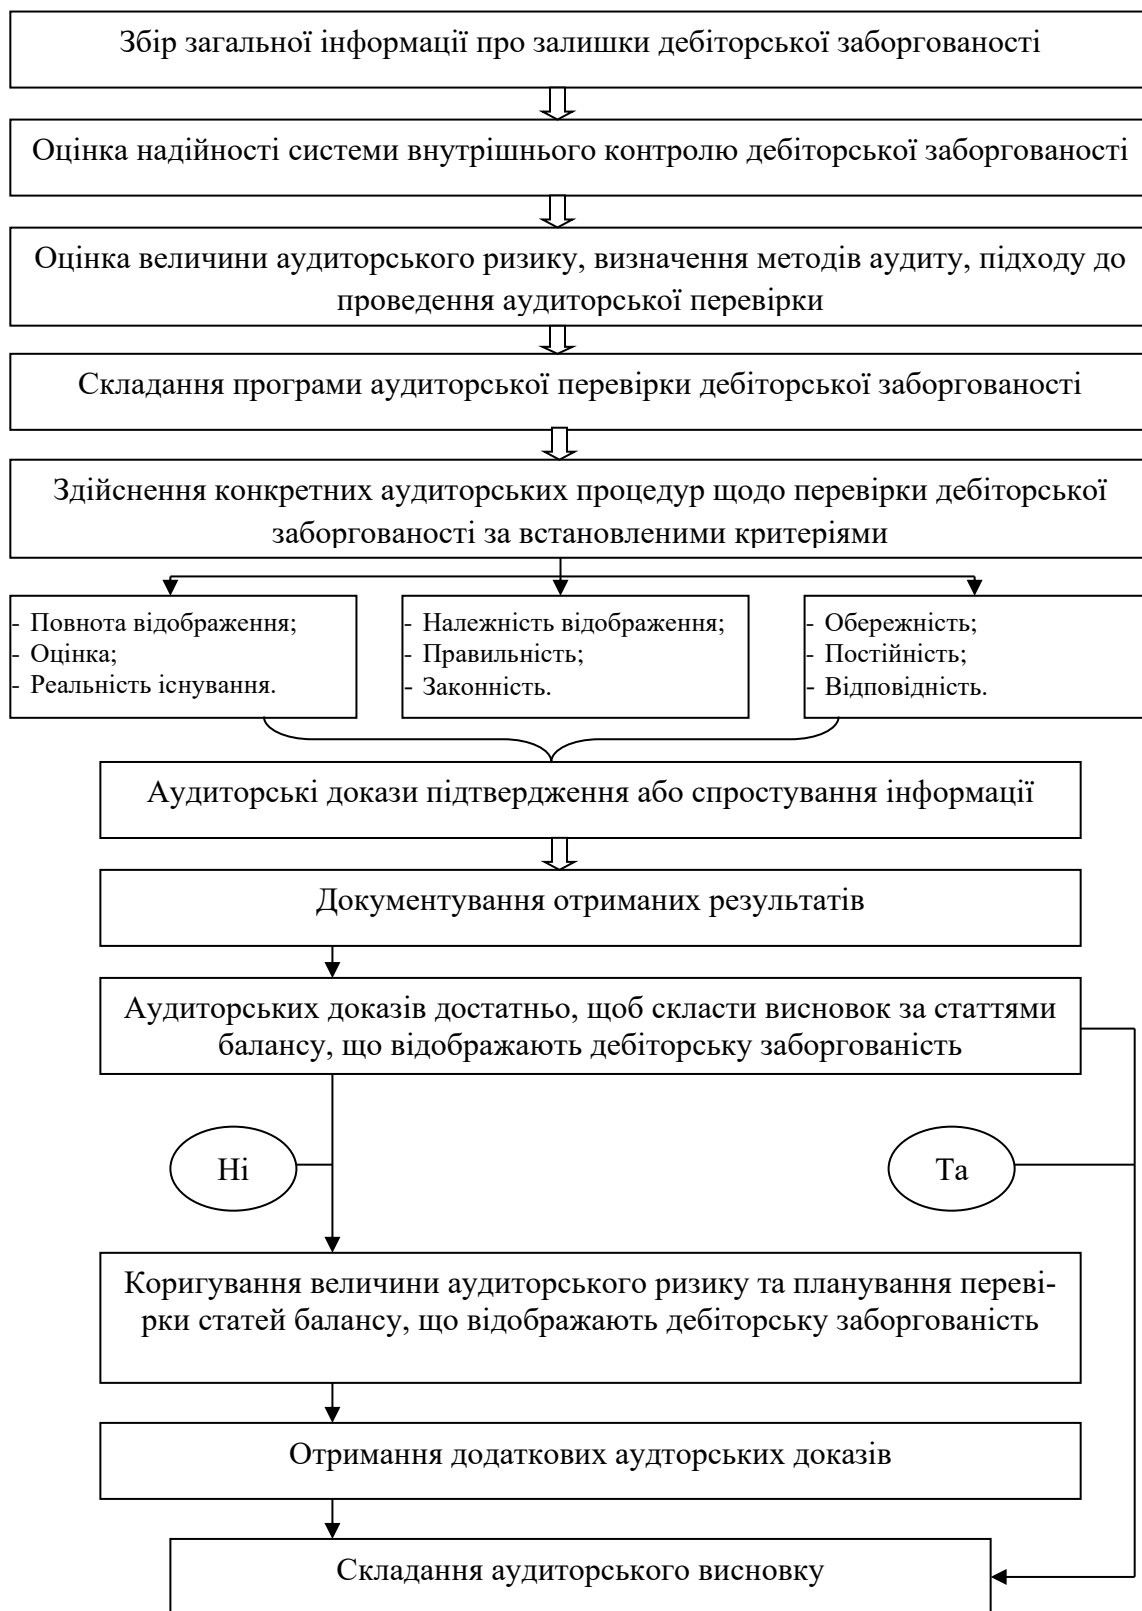 Збір загальної інформації про залишки дебіторської заборгованості
Оцінка надійності системи внутрішнього контролю дебіторської заборгованості
Оцінка величини аудиторського ризику, визначення методів аудиту, підходу до
проведення аудиторської перевірки
Складання програми аудиторської перевірки дебіторської заборгованості
Здійснення конкретних аудиторських процедур щодо перевірки дебіторської
заборгованості за встановленими критеріями
- Повнота відображення;
- Оцінка;
- Реальність існування.
- Належність відображення;
- Правильність;
- Законність.
- Обережність;
- Постійність;
- Відповідність.
Аудиторські докази підтвердження або спростування інформації
Документування отриманих результатів
Аудиторських доказів достатньо, щоб скласти висновок за статтями
балансу, що відображають дебіторську заборгованість
Ні
Та
Коригування величини аудиторського ризику та планування переві-
рки статей балансу, що відображають дебіторську заборгованість
Отримання додаткових аудторських доказів
Складання аудиторського висновку